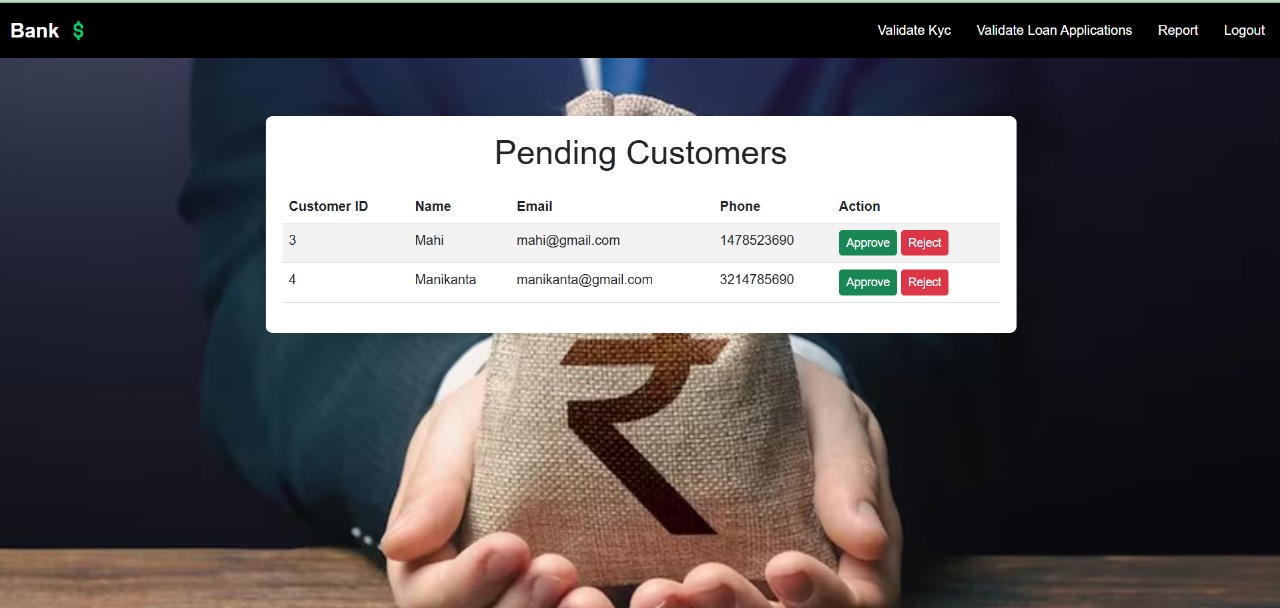 Bank $ Validate Kyc Validate Loan Applications Report Logout
Pending Customers
Customer ID Name Email Phone Action
3 Mahi mahi@gmail.com 1478523690 Approve Reject
4 Manikanta manikanta@gmail.com 3214785690 Approve Reject
₹